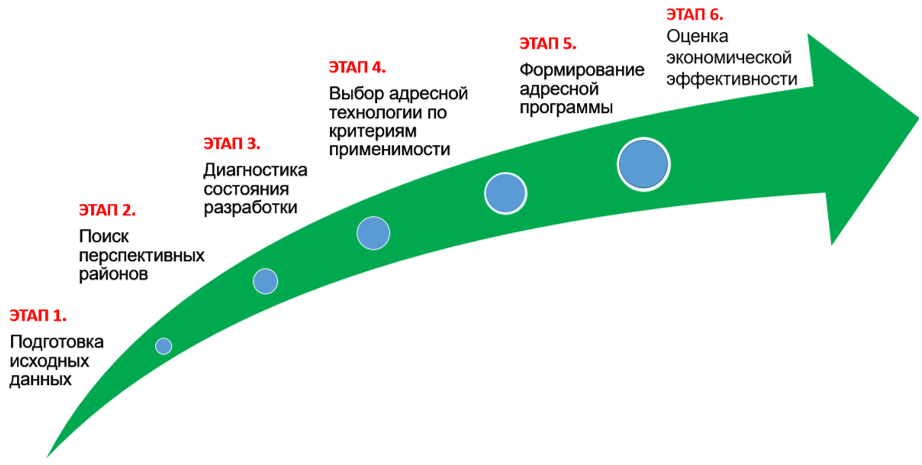 ЭТАП 1.
Подготовка
исходных
данных
ЭТАП 2.
Поиск
перспективных
районов
ЭТАП 3.
Диагностика
состояния
разработки
ЭТАП 4.
Выбор адресной
технологии по
критериям
применимости
ЭТАП 5.
Формирование
адресной
программы
ЭТАП 6.
Оценка
экономической
эффективности